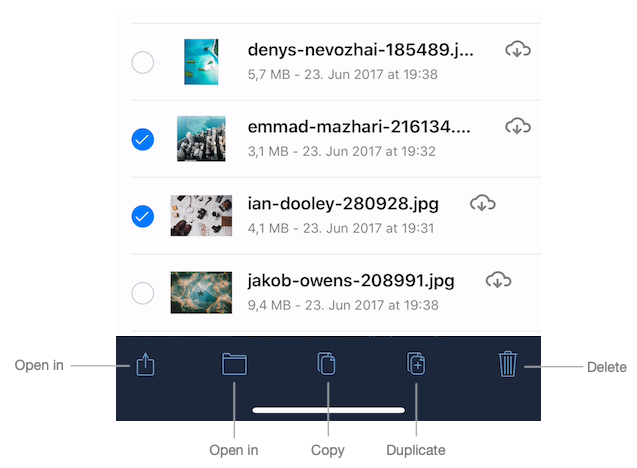 denys-nevozhai-185489.j...
5,7 MB - 23. Jun 2017 at 19:38
emmad-mazhari-216134....
3,1 MB - 23. Jun 2017 at 19:32
ian-dooley-280928.jpg
4,1 MB - 23. Jun 2017 at 19:31
jakob-owens-208991.jpg
9,4 MB - 23. Jun 2017 at 19:38
Open in
Delete
Open in
Copy
Duplicate